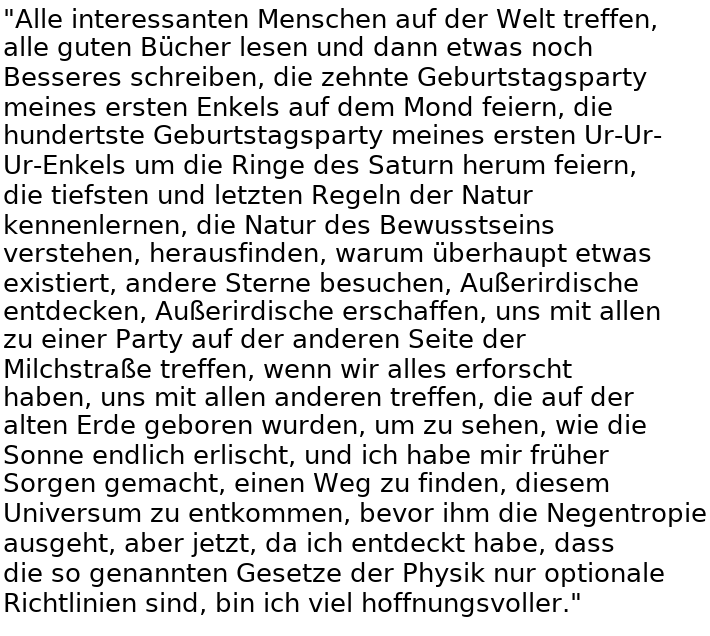 "Alle interessanten Menschen auf der Welt treffen,
alle guten Bücher lesen und dann etwas noch
Besseres schreiben, die zehnte Geburtstagsparty
meines ersten Enkels auf dem Mond feiern, die
hundertste Geburtstagsparty meines ersten Ur-Ur-
Ur-Enkels um die Ringe des Saturn herum feiern,
die tiefsten und letzten Regeln der Natur
kennenlernen, die Natur des Bewusstseins
verstehen, herausfinden, warum überhaupt etwas
existiert, andere Sterne besuchen, Außerirdische
entdecken, Außerirdische erschaffen, uns mit allen
zu einer Party auf der anderen Seite der
Milchstraße treffen, wenn wir alles erforscht
haben, uns mit allen anderen treffen, die auf der
alten Erde geboren wurden, um zu sehen, wie die
Sonne endlich erlischt, und ich habe mir früher
Sorgen gemacht, einen Weg zu finden, diesem
Universum zu entkommen, bevor ihm die Negentropie
ausgeht, aber jetzt, da ich entdeckt habe, dass
die so genannten Gesetze der Physik nur optionale
Richtlinien sind, bin ich viel hoffnungsvoller."